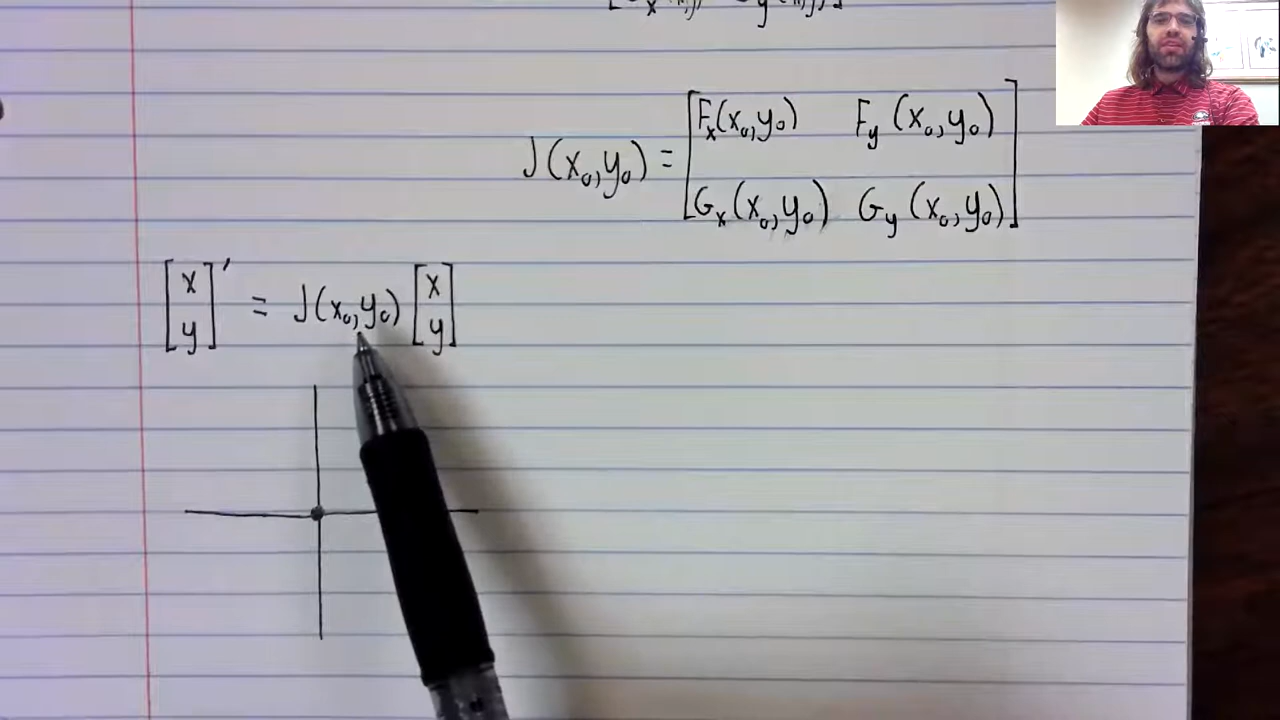 J(x₀,y₀) = [Fₓ(x₀,y₀) F_y(x₀,y₀)
Gₓ(x₀,y₀) G_y(x₀,y₀)]
[x y]′ = J(x₀,y₀) [x y]